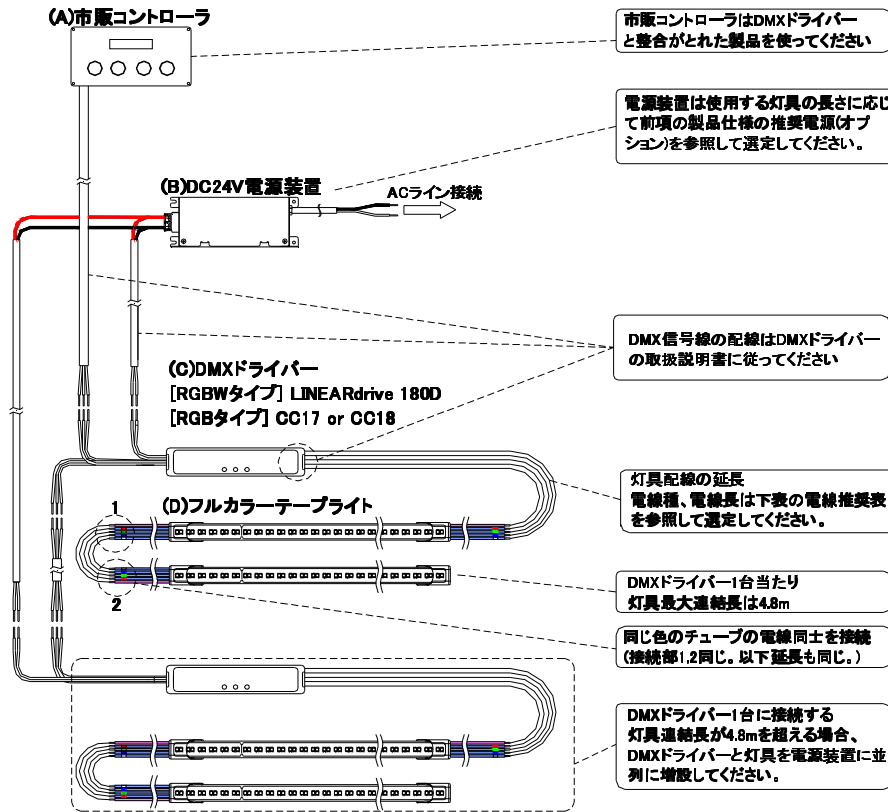 (A)市販コントローラ
市販コントローラはDMXドライバー
と整合がとれた製品を使ってください
電源装置は使用する灯具の長さに応じ
て前項の製品仕様の推奨電源(オプ
ション)を参照して選定してください。
(B)DC24V電源装置
ACライン接続
DMX信号線の配線はDMXドライバー
の取扱説明書に従ってください
(C)DMXドライバー
[RGBWタイプ] LINEARdrive 180D
[RGBタイプ] CC17 or CC18
灯具配線の延長
電線種、電線長は下表の電線推奨表
を参照して選定してください。
1
(D)フルカラーテープライト
2
DMXドライバー1台当たり
灯具最大連結長は4.8m
同じ色のチューブの電線同士を接続
(接続部1,2同じ。以下延長も同じ。)
DMXドライバー1台に接続する
灯具連結長が4.8mを超える場合、
DMXドライバーと灯具を電源装置に並
列に増設してください。